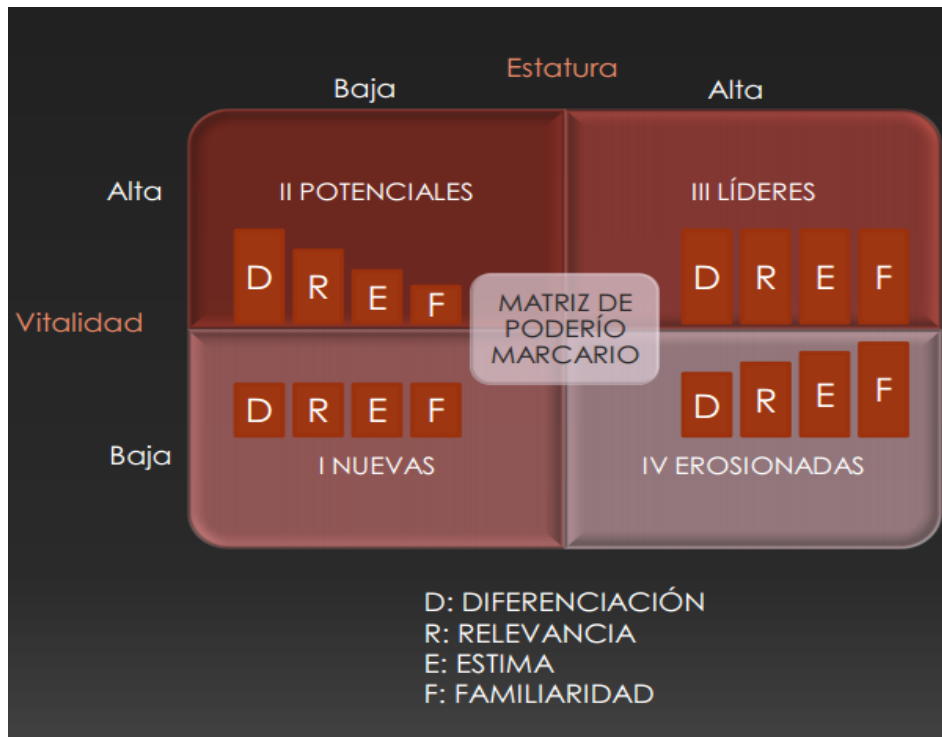 Estatura
Baja
Alta
Alta
II POTENCIALES
III LÍDERES
D R E F
D R E F
Vitalidad
MATRIZ DE
PODERÍO
MARCARIO
D R E F
D R E F
Baja
I NUEVAS
IV EROSIONADAS
D: DIFERENCIACIÓN
R: RELEVANCIA
E: ESTIMA
F: FAMILIARIDAD